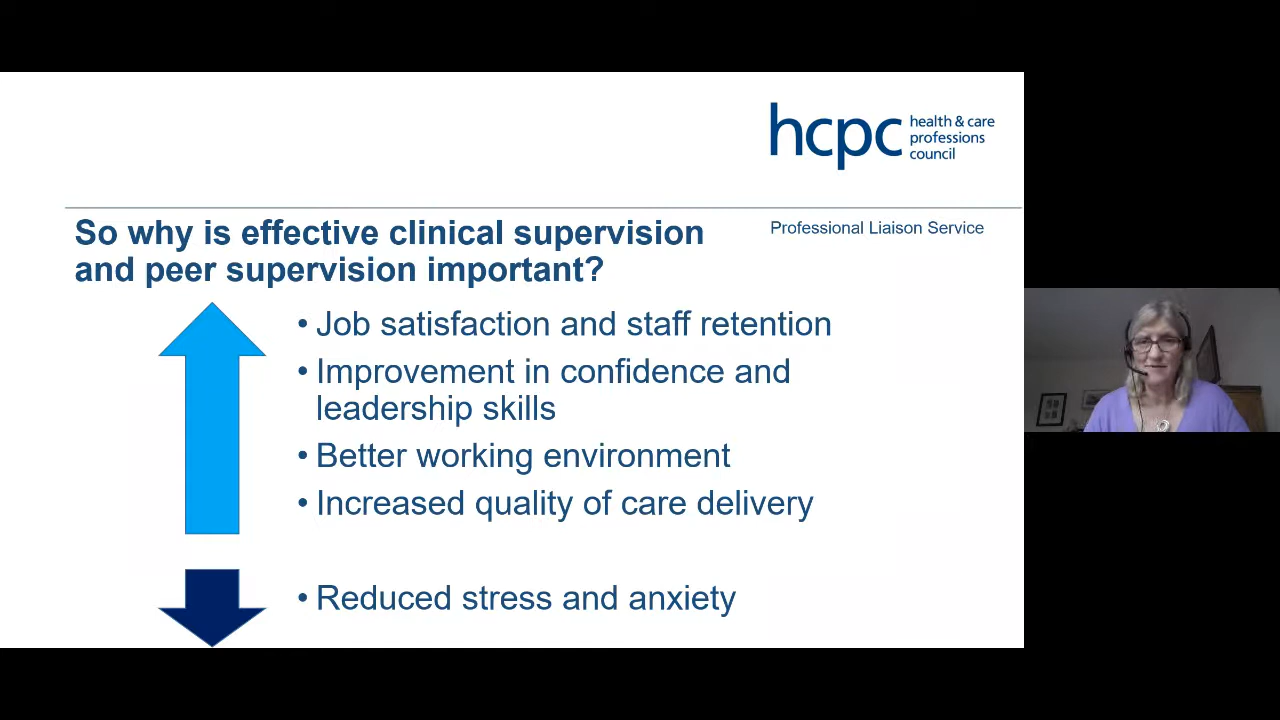 hcpc health & care
professions
council
So why is effective clinical supervision
and peer supervision important?
Professional Liaison Service
• Job satisfaction and staff retention
• Improvement in confidence and
leadership skills
• Better working environment
• Increased quality of care delivery
• Reduced stress and anxiety